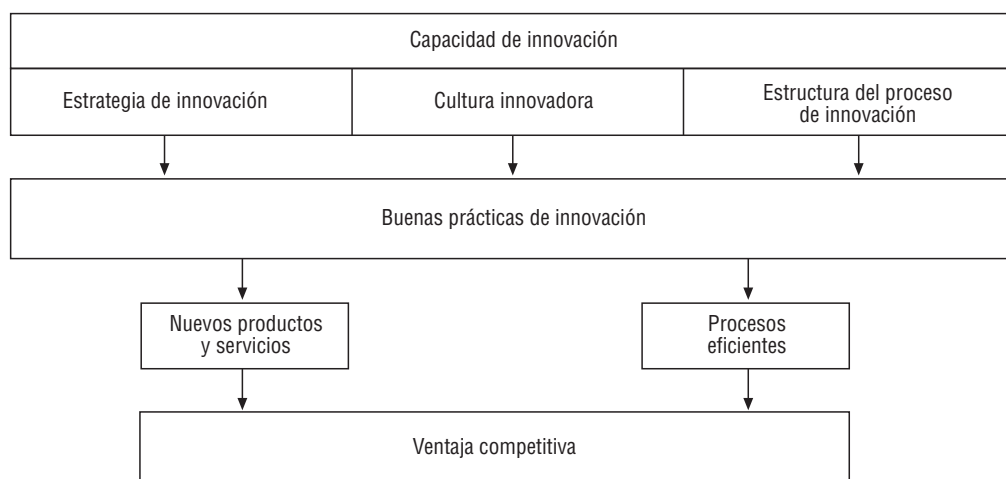 Capacidad de innovación
Estrategia de innovación
Cultura innovadora
Estructura del proceso
de innovación
Buenas prácticas de innovación
Nuevos productos
y servicios
Procesos
eficientes
Ventaja competitiva